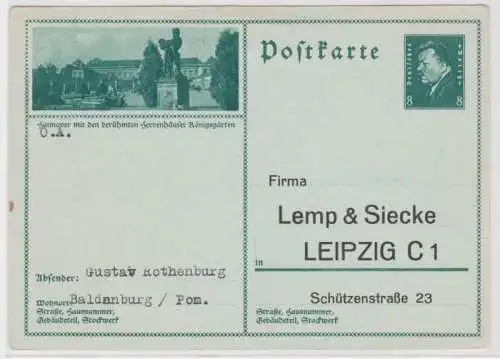 Postkarte
Deutsches Reich
8 8
Hannover mit den berühmten Herrenhäuser Königsgärten
O.A.
Firma
Lemp & Siecke
in LEIPZIG C 1
Schützenstraße 23
Straße, Hausnummer,
Gebäudeteil, Stockwerk
Absender: Gustav Rothenburg
Wohnort Baldenburg / Pom.
Straße, Hausnummer,
Gebäudeteil, Stockwerk